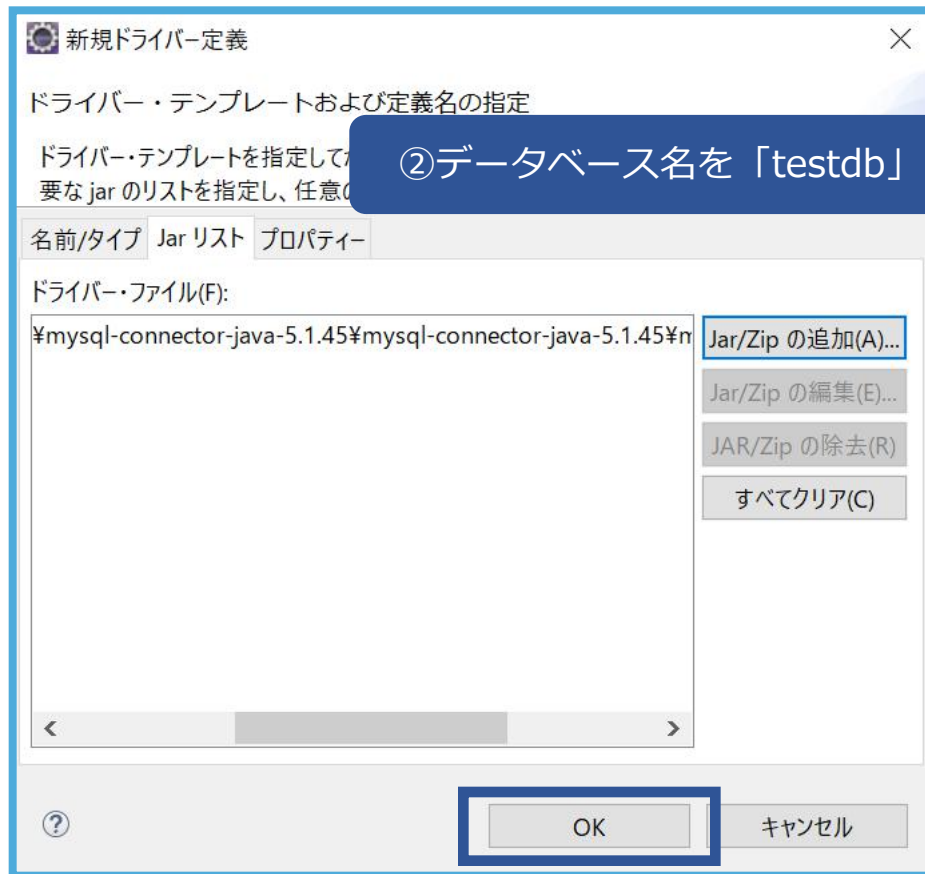 新規ドライバー定義
ドライバー・テンプレートおよび定義名の指定
ドライバー・テンプレートを指定して
②データベース名を「testdb」
要な jar のリストを指定し、任意
名前/タイプ Jar リスト プロパティー
ドライバー・ファイル(F):
¥mysql-connector-java-5.1.45¥mysql-connector-java-5.1.45¥m
Jar/Zip の追加(A)...
Jar/Zip の編集(E)...
JAR/Zip の除去(R)
すべてクリア(C)
OK キャンセル